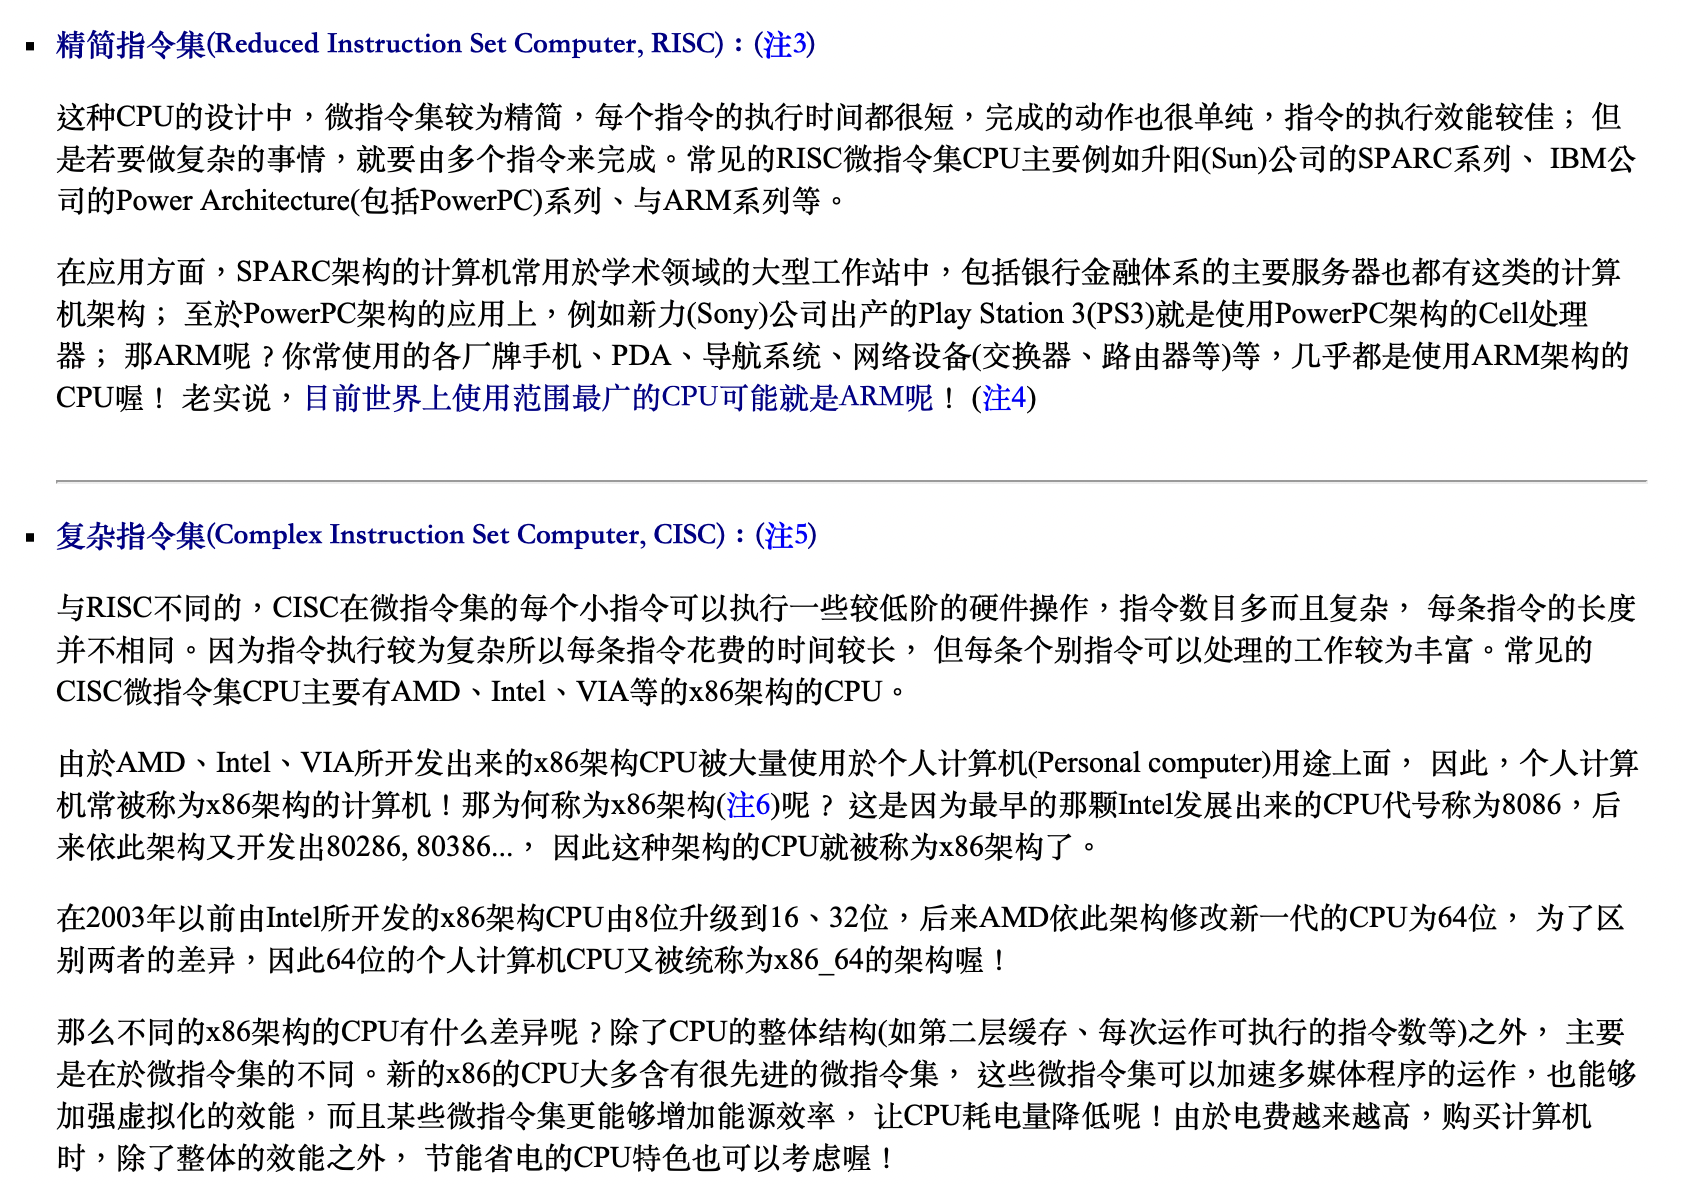 精简指令集(Reduced Instruction Set Computer, RISC)：(注3)
这种CPU的设计中，微指令集较为精简，每个指令的执行时间都很短，完成的动作也很单纯，指令的执行效能较佳； 但
是若要做复杂的事情，就要由多个指令来完成。常见的RISC微指令集CPU主要例如升阳(Sun)公司的SPARC系列、 IBM公
司的Power Architecture(包括PowerPC)系列、与ARM系列等。
在应用方面，SPARC架构的计算机常用於学术领域的大型工作站中，包括银行金融体系的主要服务器也都有这类的计算
机架构； 至於PowerPC架构的应用上，例如新力(Sony)公司出产的Play Station 3(PS3)就是使用PowerPC架构的Cell处理
器； 那ARM呢？你常使用的各厂牌手机、PDA、导航系统、网络设备(交换器、路由器等)等，几乎都是使用ARM架构的
CPU喔！ 老实说，目前世界上使用范围最广的CPU可能就是ARM呢！ (注4)
复杂指令集(Complex Instruction Set Computer, CISC)：(注5)
与RISC不同的，CISC在微指令集的每个小指令可以执行一些较低阶的硬件操作，指令数目多而且复杂， 每条指令的长度
并不相同。因为指令执行较为复杂所以每条指令花费的时间较长， 但每条个别指令可以处理的工作较为丰富。常见的
CISC微指令集CPU主要有AMD、Intel、VIA等的x86架构的CPU。
由於AMD、Intel、VIA所开发出来的x86架构CPU被大量使用於个人计算机(Personal computer)用途上面， 因此，个人计算
机常被称为x86架构的计算机！那为何称为x86架构(注6)呢？ 这是因为最早的那颗Intel发展出来的CPU代号称为8086，后
来依此架构又开发出80286, 80386...， 因此这种架构的CPU就被称为x86架构了。
在2003年以前由Intel所开发的x86架构CPU由8位升级到16、32位，后来AMD依此架构修改新一代的CPU为64位， 为了区
别两者的差异，因此64位的个人计算机CPU又被统称为x86_64的架构喔！
那么不同的x86架构的CPU有什么差异呢？除了CPU的整体结构(如第二层缓存、每次运作可执行的指令数等)之外， 主要
是在於微指令集的不同。新的x86的CPU大多含有很先进的微指令集， 这些微指令集可以加速多媒体程序的运作，也能够
加强虚拟化的效能，而且某些微指令集更能够增加能源效率， 让CPU耗电量降低呢！由於电费越来越高，购买计算机
时，除了整体的效能之外， 节能省电的CPU特色也可以考虑喔！